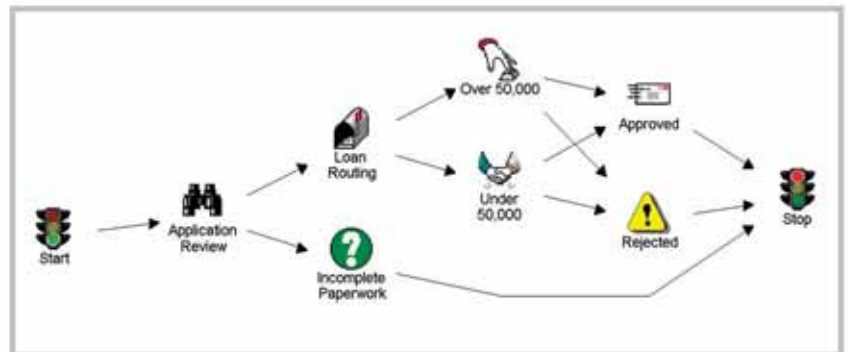 Start
Application
Review
Loan
Routing
Incomplete
Paperwork
Over 50,000
Under
50,000
Approved
Rejected
Stop